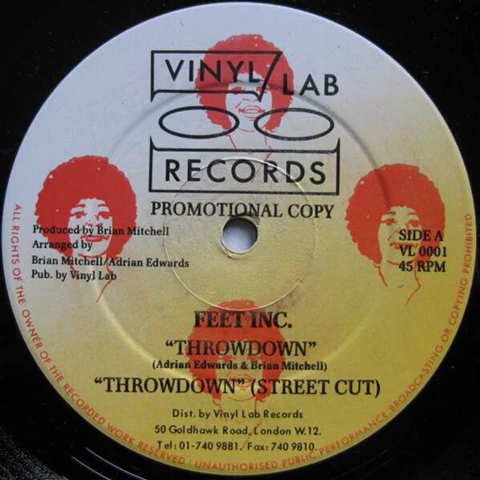 VINYL LAB
RECORDS
PROMOTIONAL COPY
Produced by Brian Mitchell
Arranged by
Brian Mitchell/Adrian Edwards
Pub. by Vinyl Lab
SIDE A
VL 0001
45 RPM
FEET INC.
“THROWDOWN”
(Adrian Edwards & Brian Mitchell)
“THROWDOWN” (STREET CUT)
Dist. by Vinyl Lab Records
50 Goldhawk Road, London W.12.
Tel: 01-740 9881. Fax: 740 9810.
ALL RIGHTS OF THE OWNER OF THE RECORDED WORK RESERVED : UNAUTHORISED PUBLIC PERFORMANCE BROADCASTING OR COPYING PROHIBITED